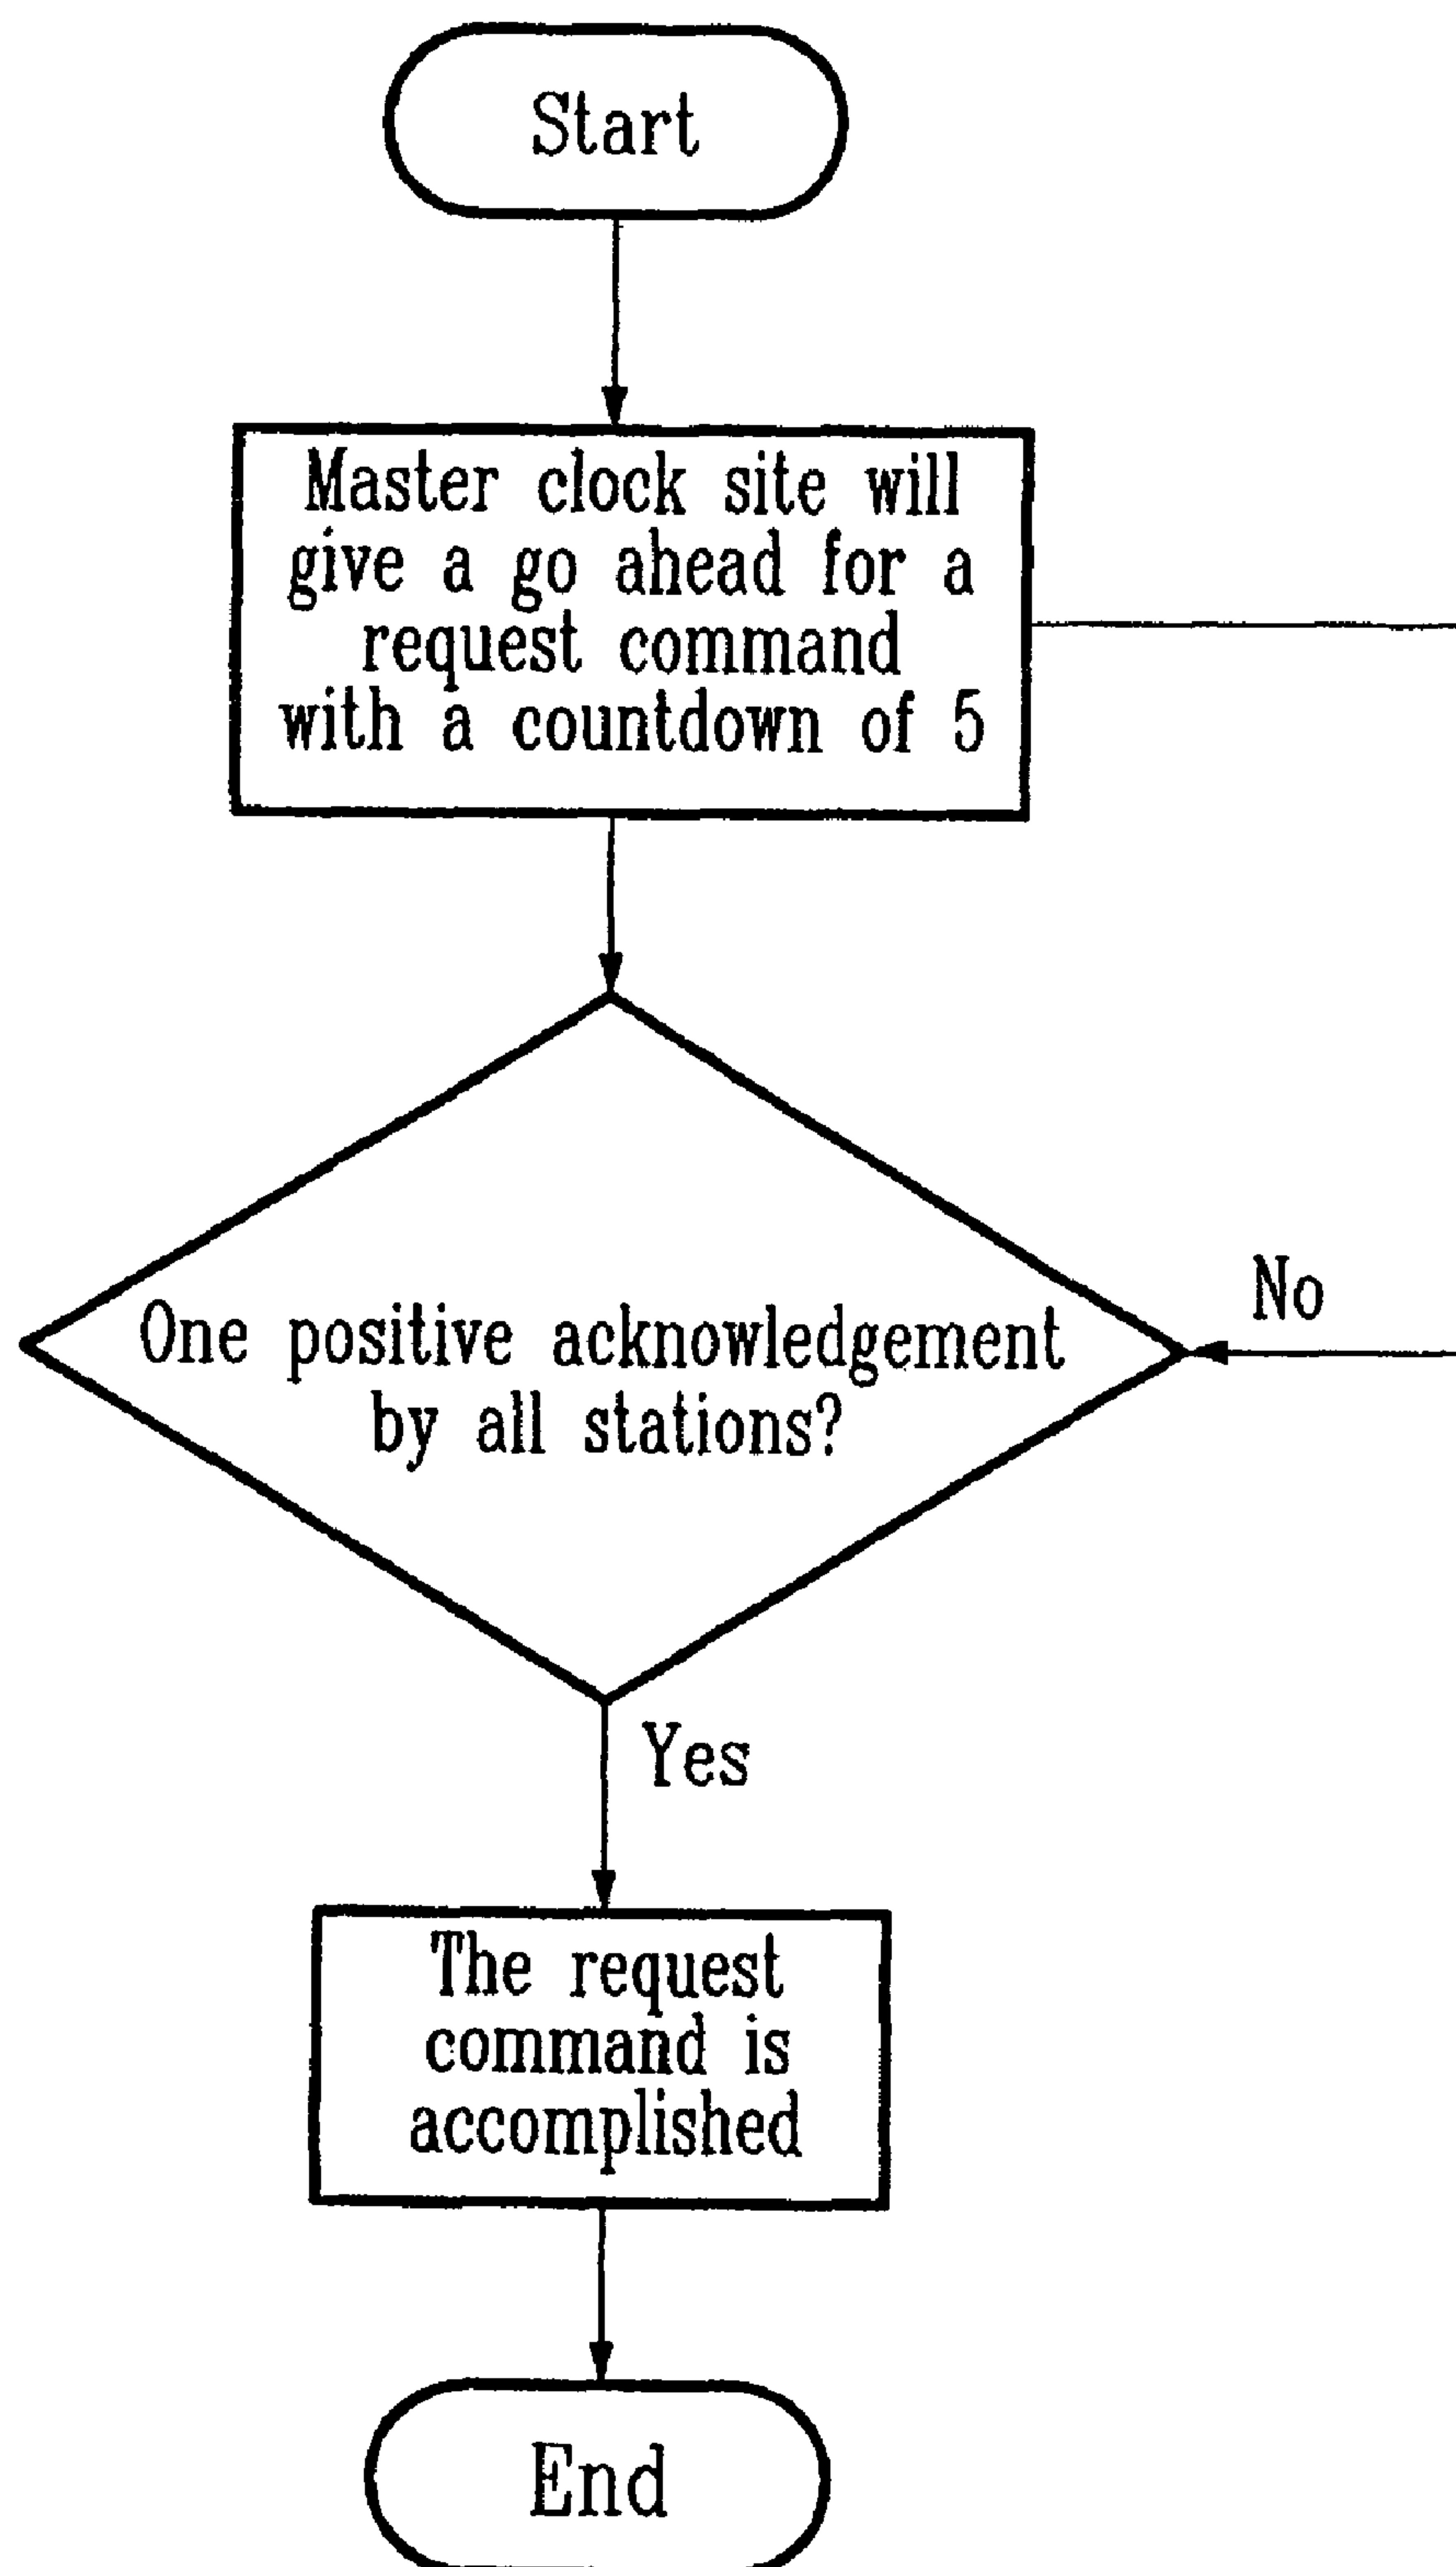 Start
Master clock site will
give a go ahead for a
request command
with a countdown of 5
One positive acknowledgement
by all stations?
No
Yes
The request
command is
accomplished
End